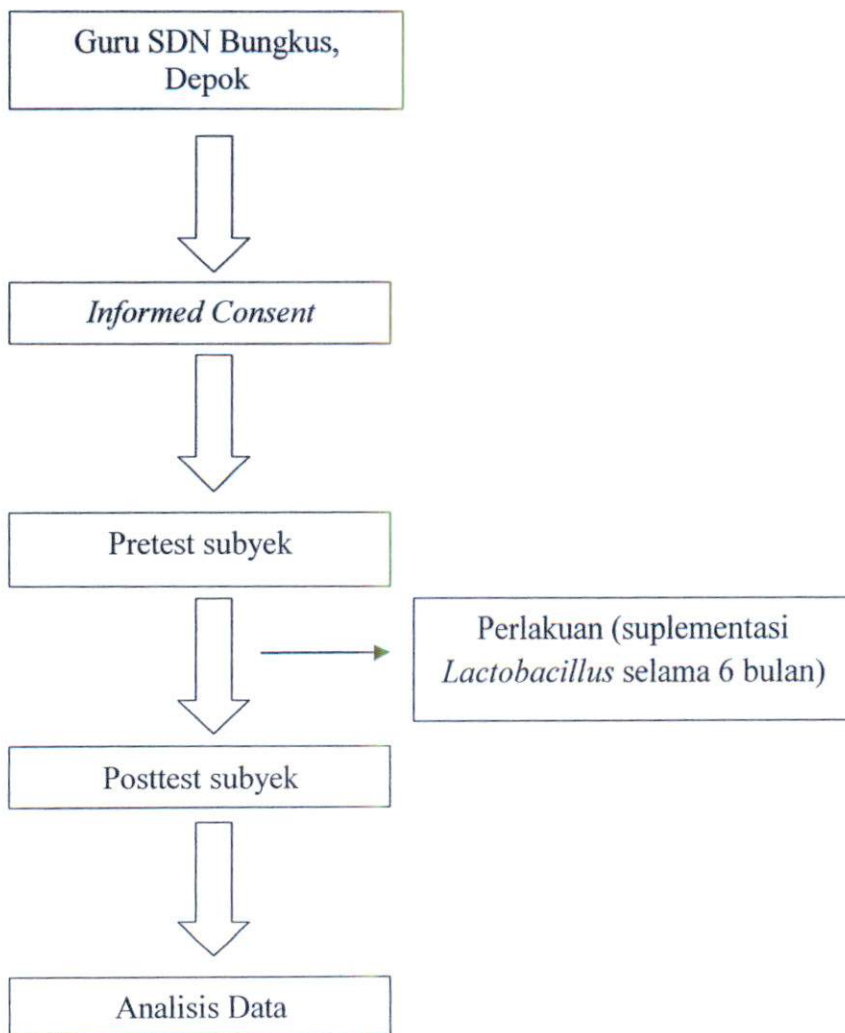 Guru SDN Bungkus,
Depok
Informed Consent
Pretest subyek
Perlakuan (suplementasi
Lactobacillus selama 6 bulan)
Posttest subyek
Analisis Data